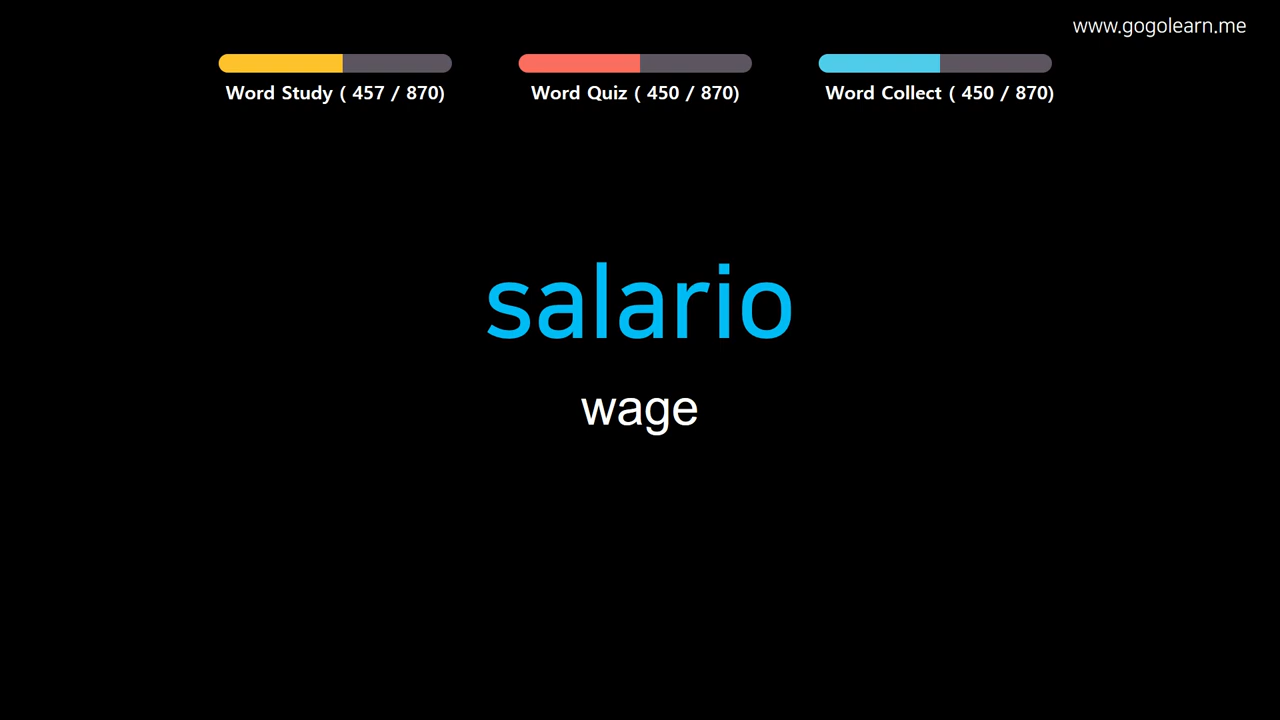 www.gogolearn.me
Word Study ( 457 / 870)
Word Quiz ( 450 / 870)
Word Collect ( 450 / 870)
salario
wage